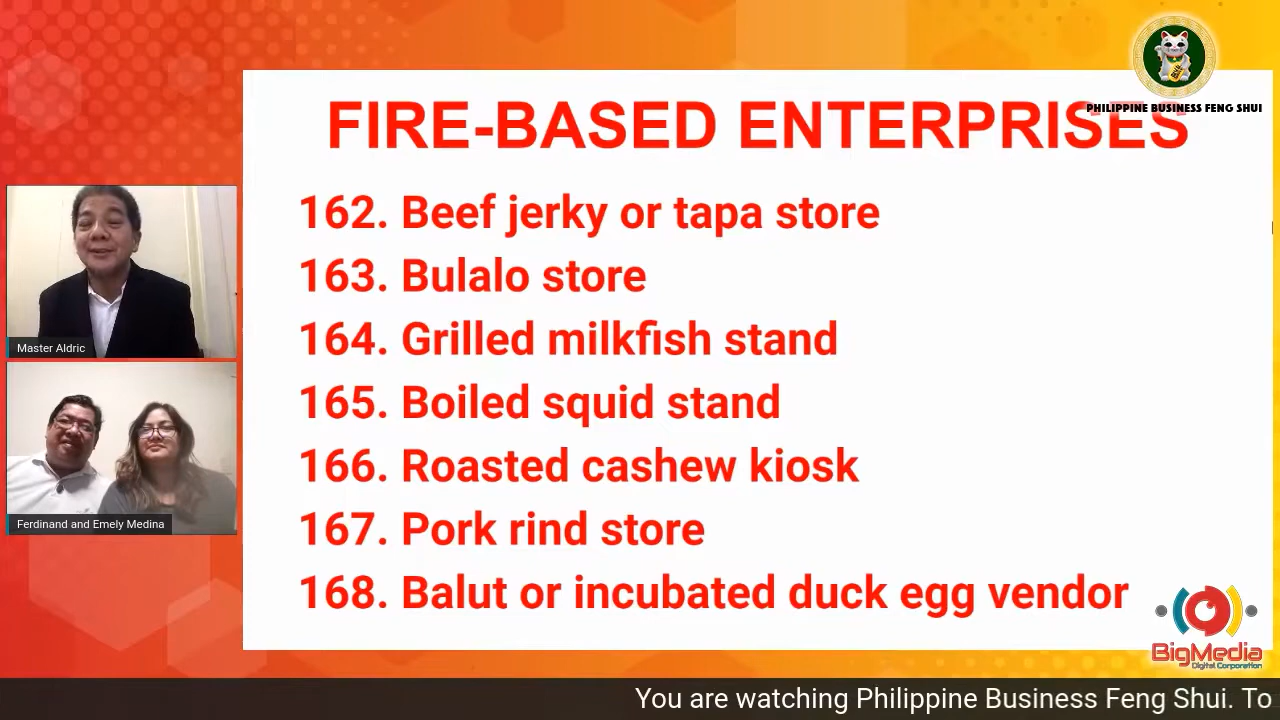 PHILIPPINE BUSINESS FENG SHUI
FIRE-BASED ENTERPRISES
162. Beef jerky or tapa store
163. Bulalo store
164. Grilled milkfish stand
165. Boiled squid stand
166. Roasted cashew kiosk
167. Pork rind store
168. Balut or incubated duck egg vendor
Master Aldric
Ferdinand and Emely Medina
BigMedia
Digital Corporation
You are watching Philippine Business Feng Shui. To